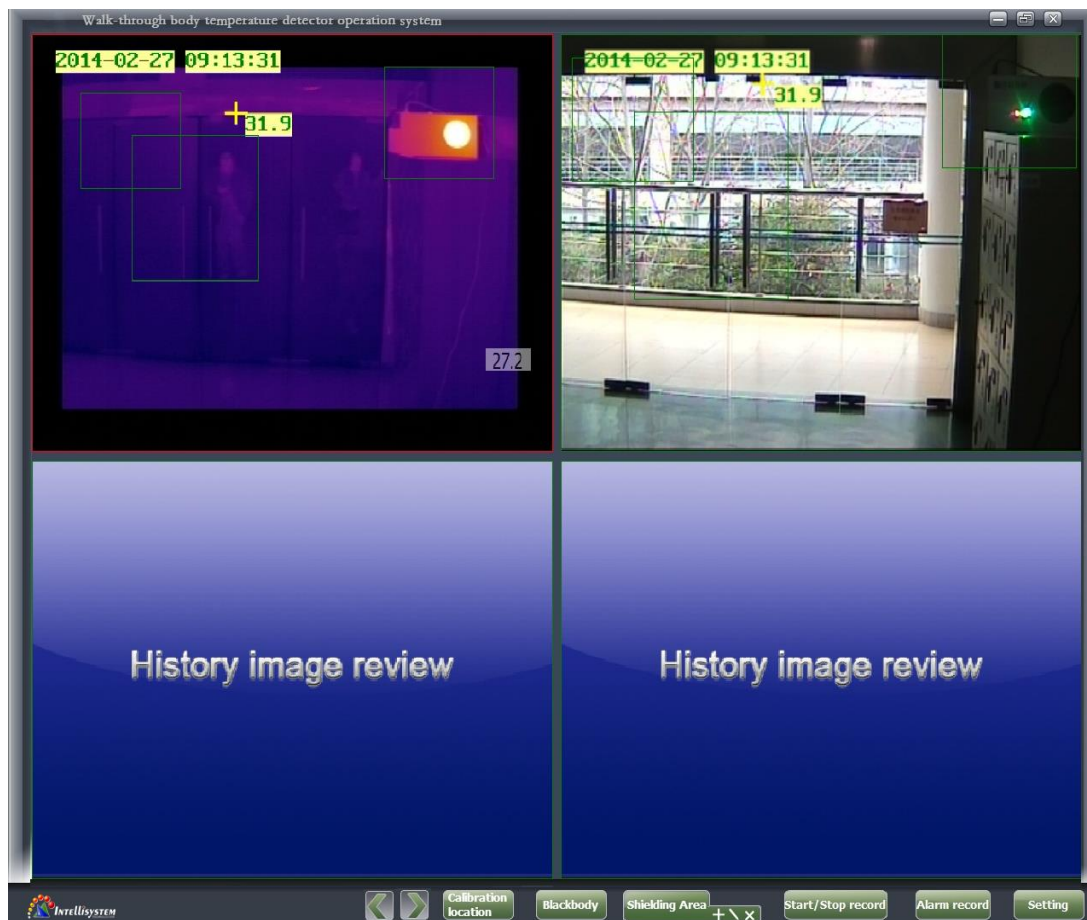 Walk-through body temperature detector operation system
2014-02-27 09:13:31
31.9
27.2
2014-02-27 09:13:31
31.9
History image review
History image review
INTELLISYSTEM
Calibration location
Blackbody
Shielding Area
Start/Stop record
Alarm record
Setting